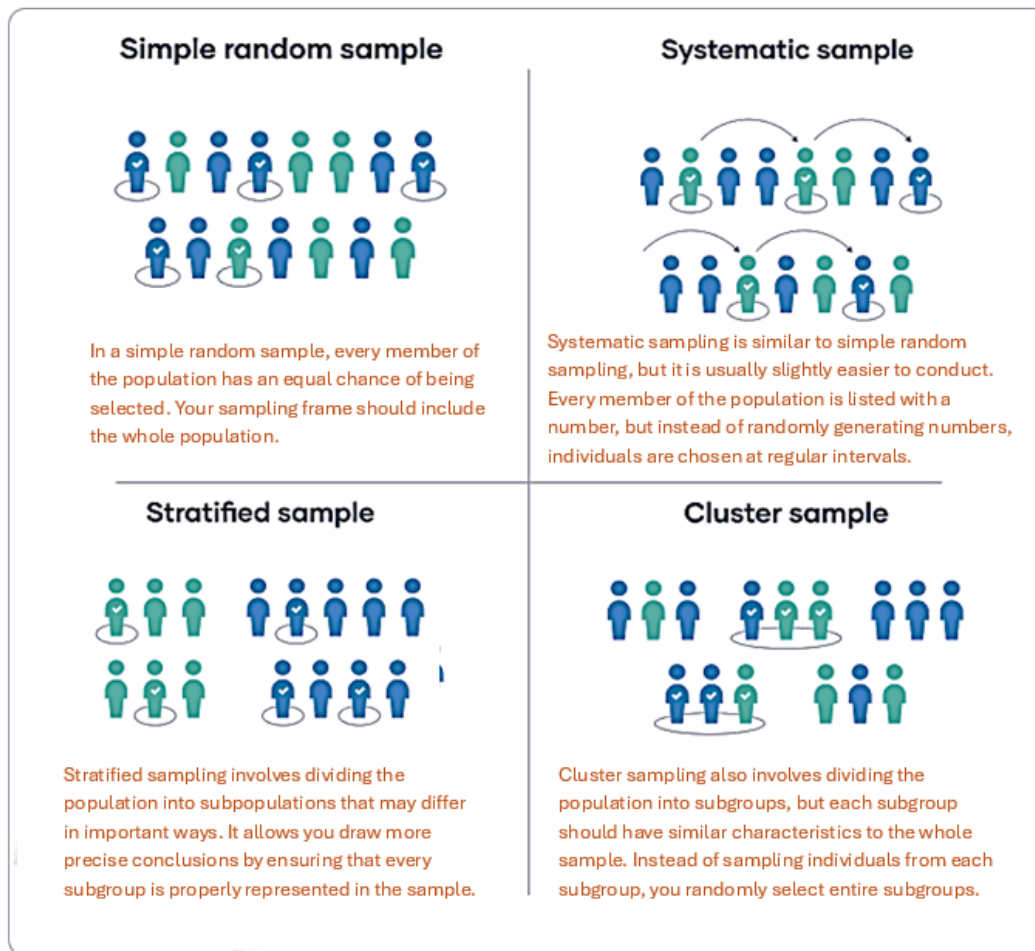 Simple random sample
In a simple random sample, every member of
the population has an equal chance of being
selected. Your sampling frame should include
the whole population.
Systematic sample
Systematic sampling is similar to simple random
sampling, but it is usually slightly easier to conduct.
Every member of the population is listed with a
number, but instead of randomly generating numbers,
individuals are chosen at regular intervals.
Stratified sample
Stratified sampling involves dividing the
population into subpopulations that may differ
in important ways. It allows you draw more
precise conclusions by ensuring that every
subgroup is properly represented in the sample.
Cluster sample
Cluster sampling also involves dividing the
population into subgroups, but each subgroup
should have similar characteristics to the whole
sample. Instead of sampling individuals from each
subgroup, you randomly select entire subgroups.